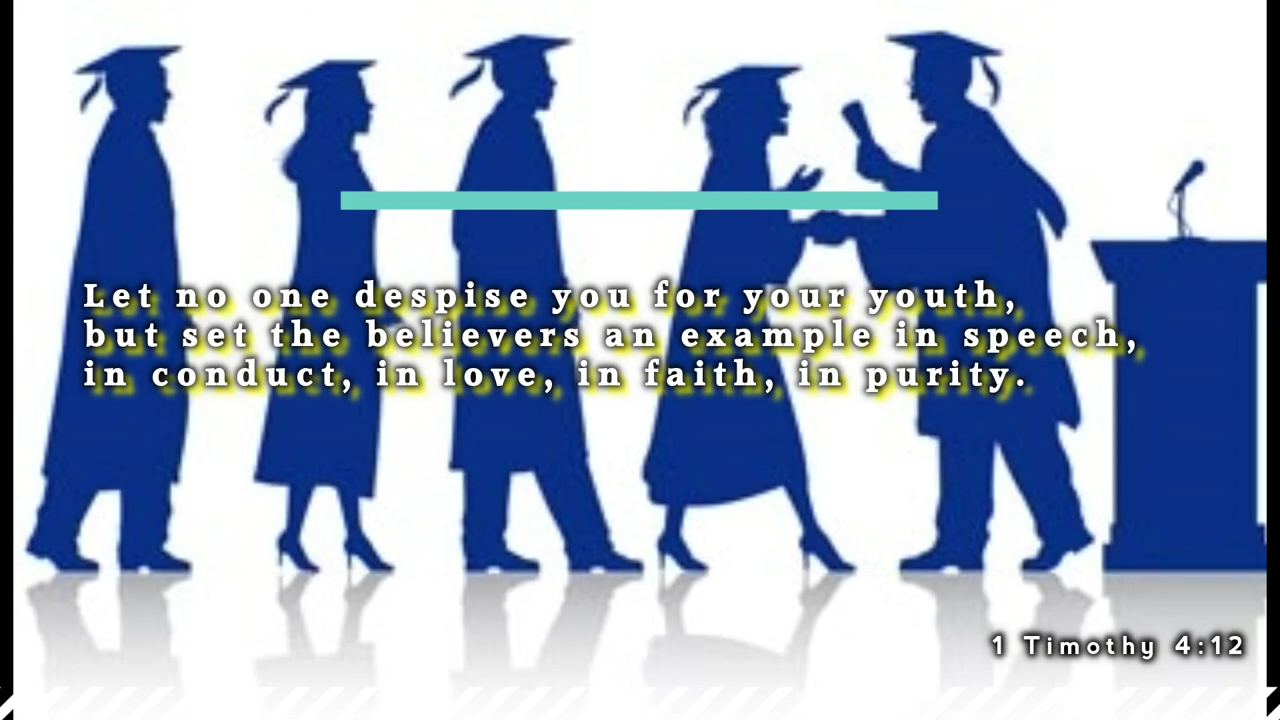 Let no one despise you for your youth,
but set the believers an example in speech,
in conduct, in love, in faith, in purity.
1 Timothy 4:12